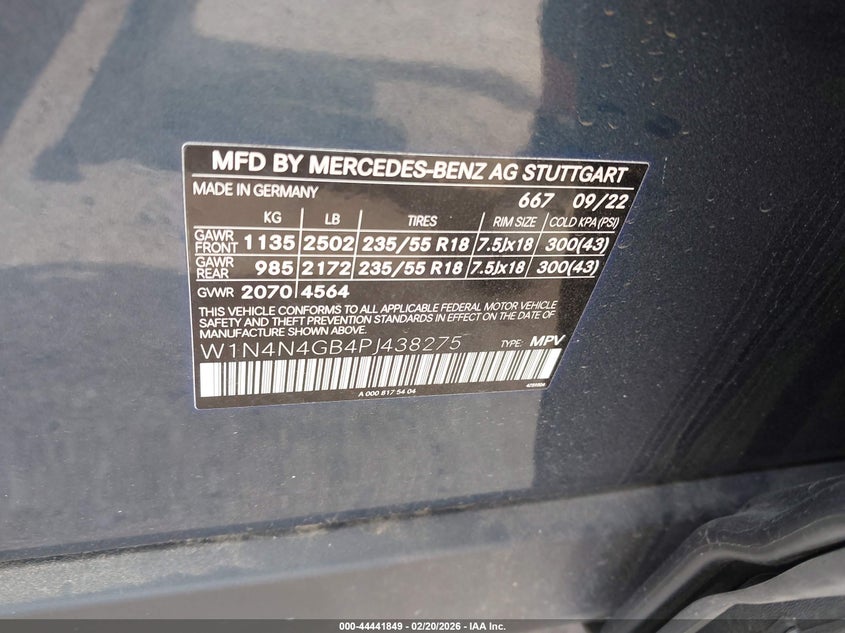 MFD BY MERCEDES-BENZ AG STUTTGART
MADE IN GERMANY 667 09/22
KG LB TIRES RIM SIZE COLD KPA (PSI)
GAWR FRONT 1135 2502 235/55 R18 7.5Jx18 300(43)
GAWR REAR 985 2172 235/55 R18 7.5Jx18 300(43)
GVWR 2070 4564
THIS VEHICLE CONFORMS TO ALL APPLICABLE FEDERAL MOTOR VEHICLE
SAFETY AND THEFT PREVENTION STANDARDS IN EFFECT ON THE DATE OF
MANUFACTURE SHOWN ABOVE.
W1N4N4GB4PJ438275 TYPE: MPV
A 000 817 54 04
000-44441849 | 02/20/2026 | IAA Inc.